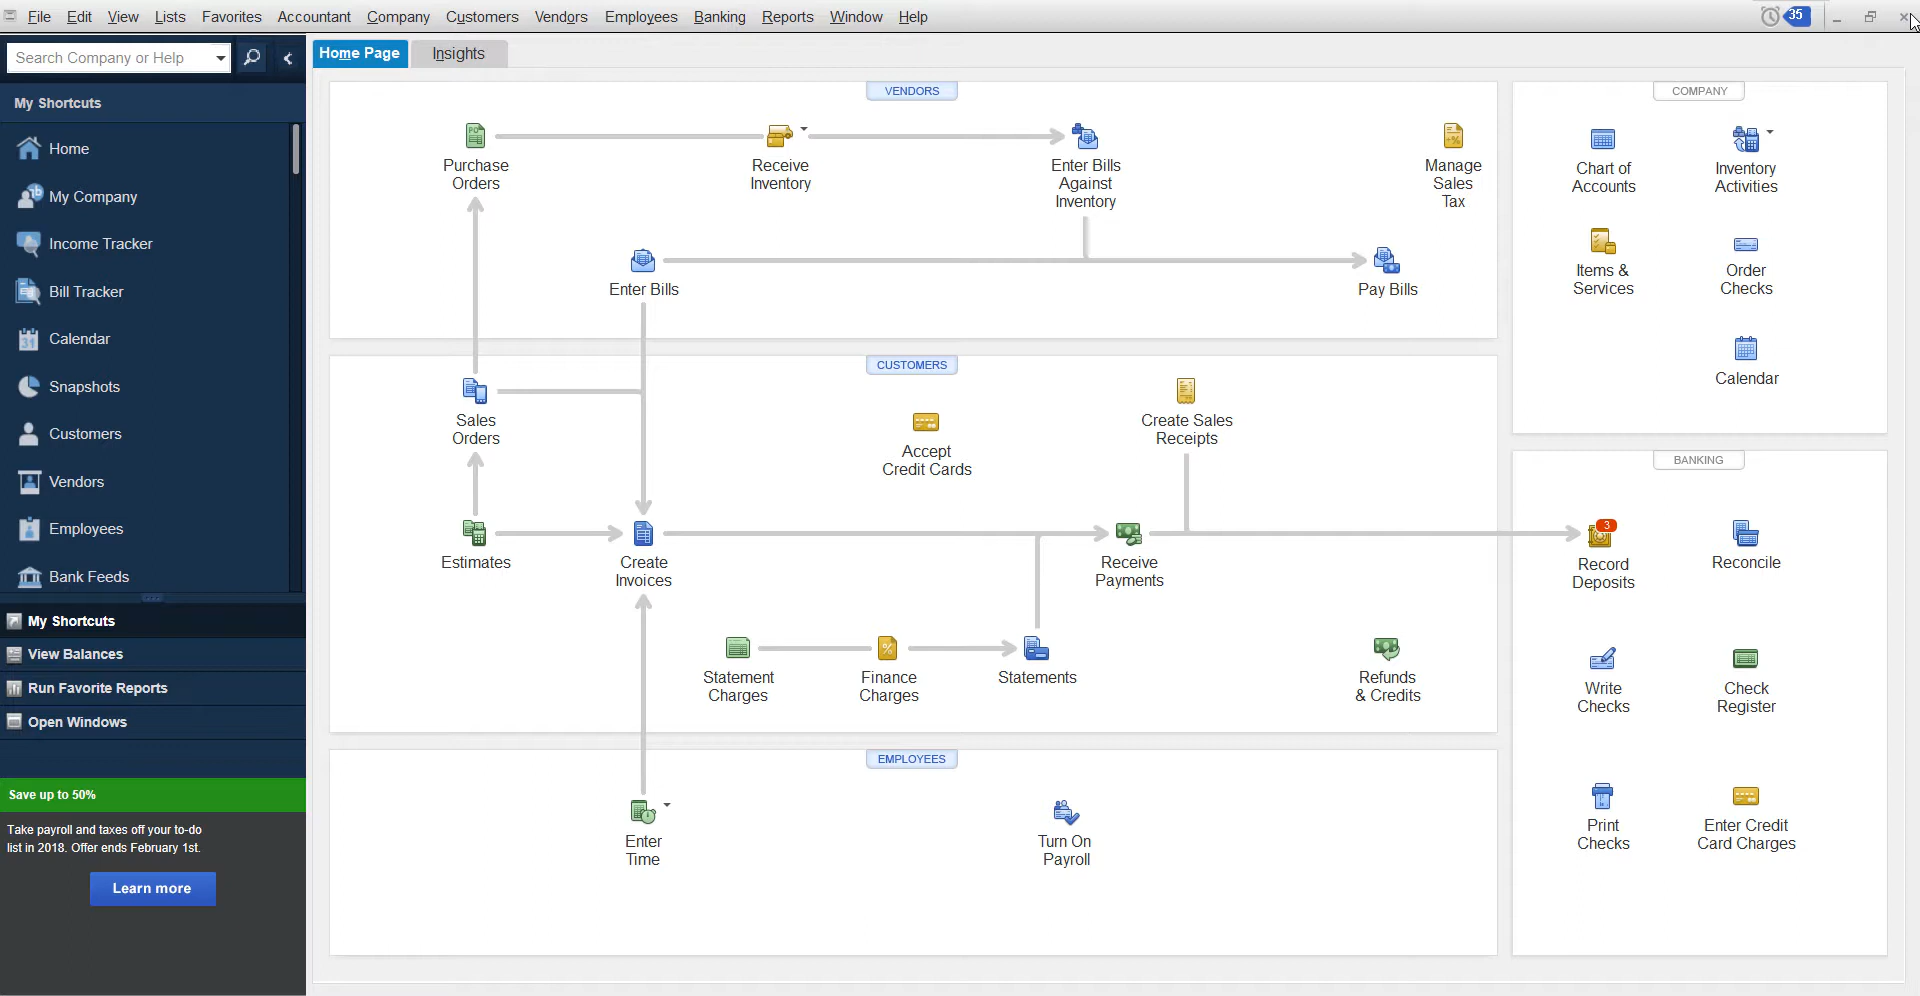 File Edit View Lists Favorites Accountant Company Customers Vendors Employees Banking Reports Window Help 35
Search Company or Help
Home Page Insights
My Shortcuts
Home
My Company
Income Tracker
Bill Tracker
Calendar
Snapshots
Customers
Vendors
Employees
Bank Feeds
My Shortcuts
View Balances
Run Favorite Reports
Open Windows
Save up to 50%
Take payroll and taxes off your to-do
list in 2018. Offer ends February 1st.
Learn more
VENDORS
Purchase
Orders
Receive
Inventory
Enter Bills
Against
Inventory
Manage
Sales
Tax
Enter Bills
Pay Bills
CUSTOMERS
Sales
Orders
Accept
Credit Cards
Create Sales
Receipts
Estimates
Create
Invoices
Receive
Payments
Statement
Charges
Finance
Charges
Statements
Refunds
& Credits
EMPLOYEES
Enter
Time
Turn On
Payroll
COMPANY
Chart of
Accounts
Inventory
Activities
Items &
Services
Order
Checks
Calendar
BANKING
3
Record
Deposits
Reconcile
Write
Checks
Check
Register
Print
Checks
Enter Credit
Card Charges